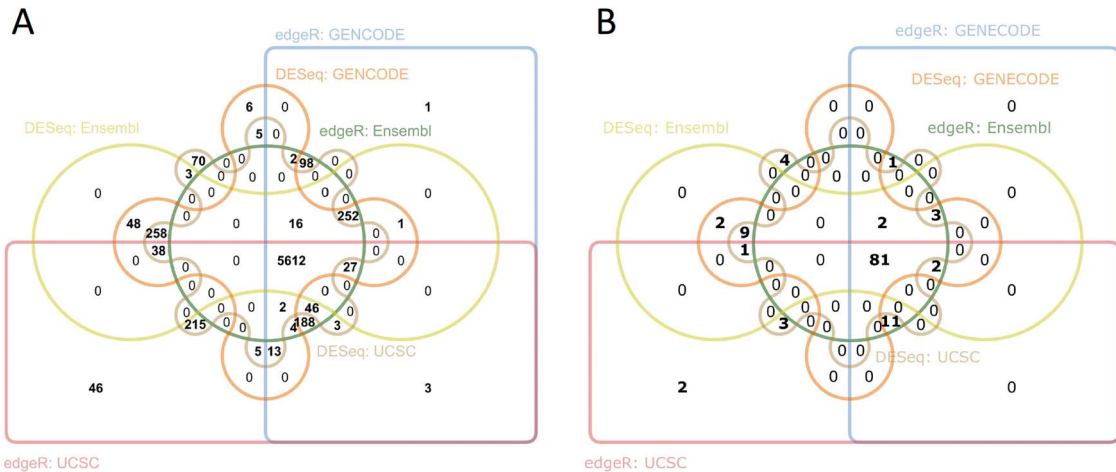 A
B
edgeR: GENCODE
edgeR: GENECODE
DESeq: GENCODE
DESeq: GENECODE
DESeq: Ensembl
edgeR: Ensembl
DESeq: Ensembl
edgeR: Ensembl
6 0 1
5 0
70 0 0 2 98 0
3 0 0 0 0 0
0 0 0 0
0 0 252
0 0
48 258 0 16 0 1
0 38 0 5612 0
0 27
0 0 0 0
0 0 0 2 46 0
215 0 0 4 188 3
5 13
0 0
46 3
DESeq: UCSC
edgeR: UCSC
0 0 0
0 0
4 0 0 0 1 0
0 0 0 0 0 0
0 0 0 0
0 0 3
0 0
2 9 0 2 0 0
0 1 0 81 0
0 2
0 0 0 0
0 0 0 0 0 0
3 0 0 0 11 0
0 0
0 0
2 0
DESeq: UCSC
edgeR: UCSC